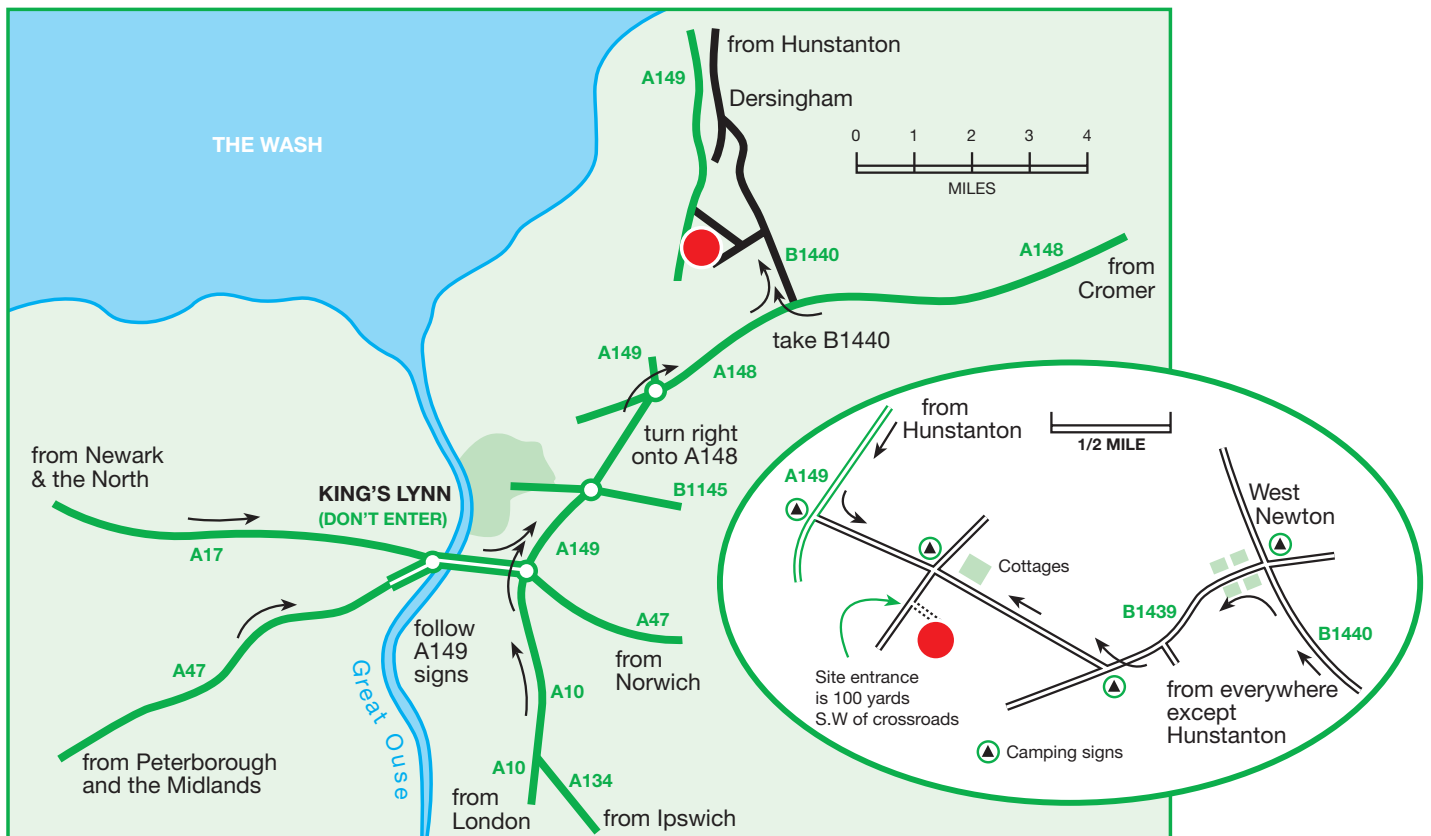 from Hunstanton
A149
Dersingham
THE WASH
0 1 2 3 4
MILES
B1440
A148
from
Cromer
take B1440
A149
A148
turn right
onto A148
from Newark
& the North
KING'S LYNN
(DON'T ENTER)
B1145
A17
A149
A47
follow
A149
signs
A47
from
Norwich
Great Ouse
A10
from Peterborough
and the Midlands
A10
A134
from
London
from Ipswich
from
Hunstanton
1/2 MILE
A149
West
Newton
Cottages
B1439
B1440
Site entrance
is 100 yards
S.W of crossroads
from everywhere
except
Hunstanton
Camping signs